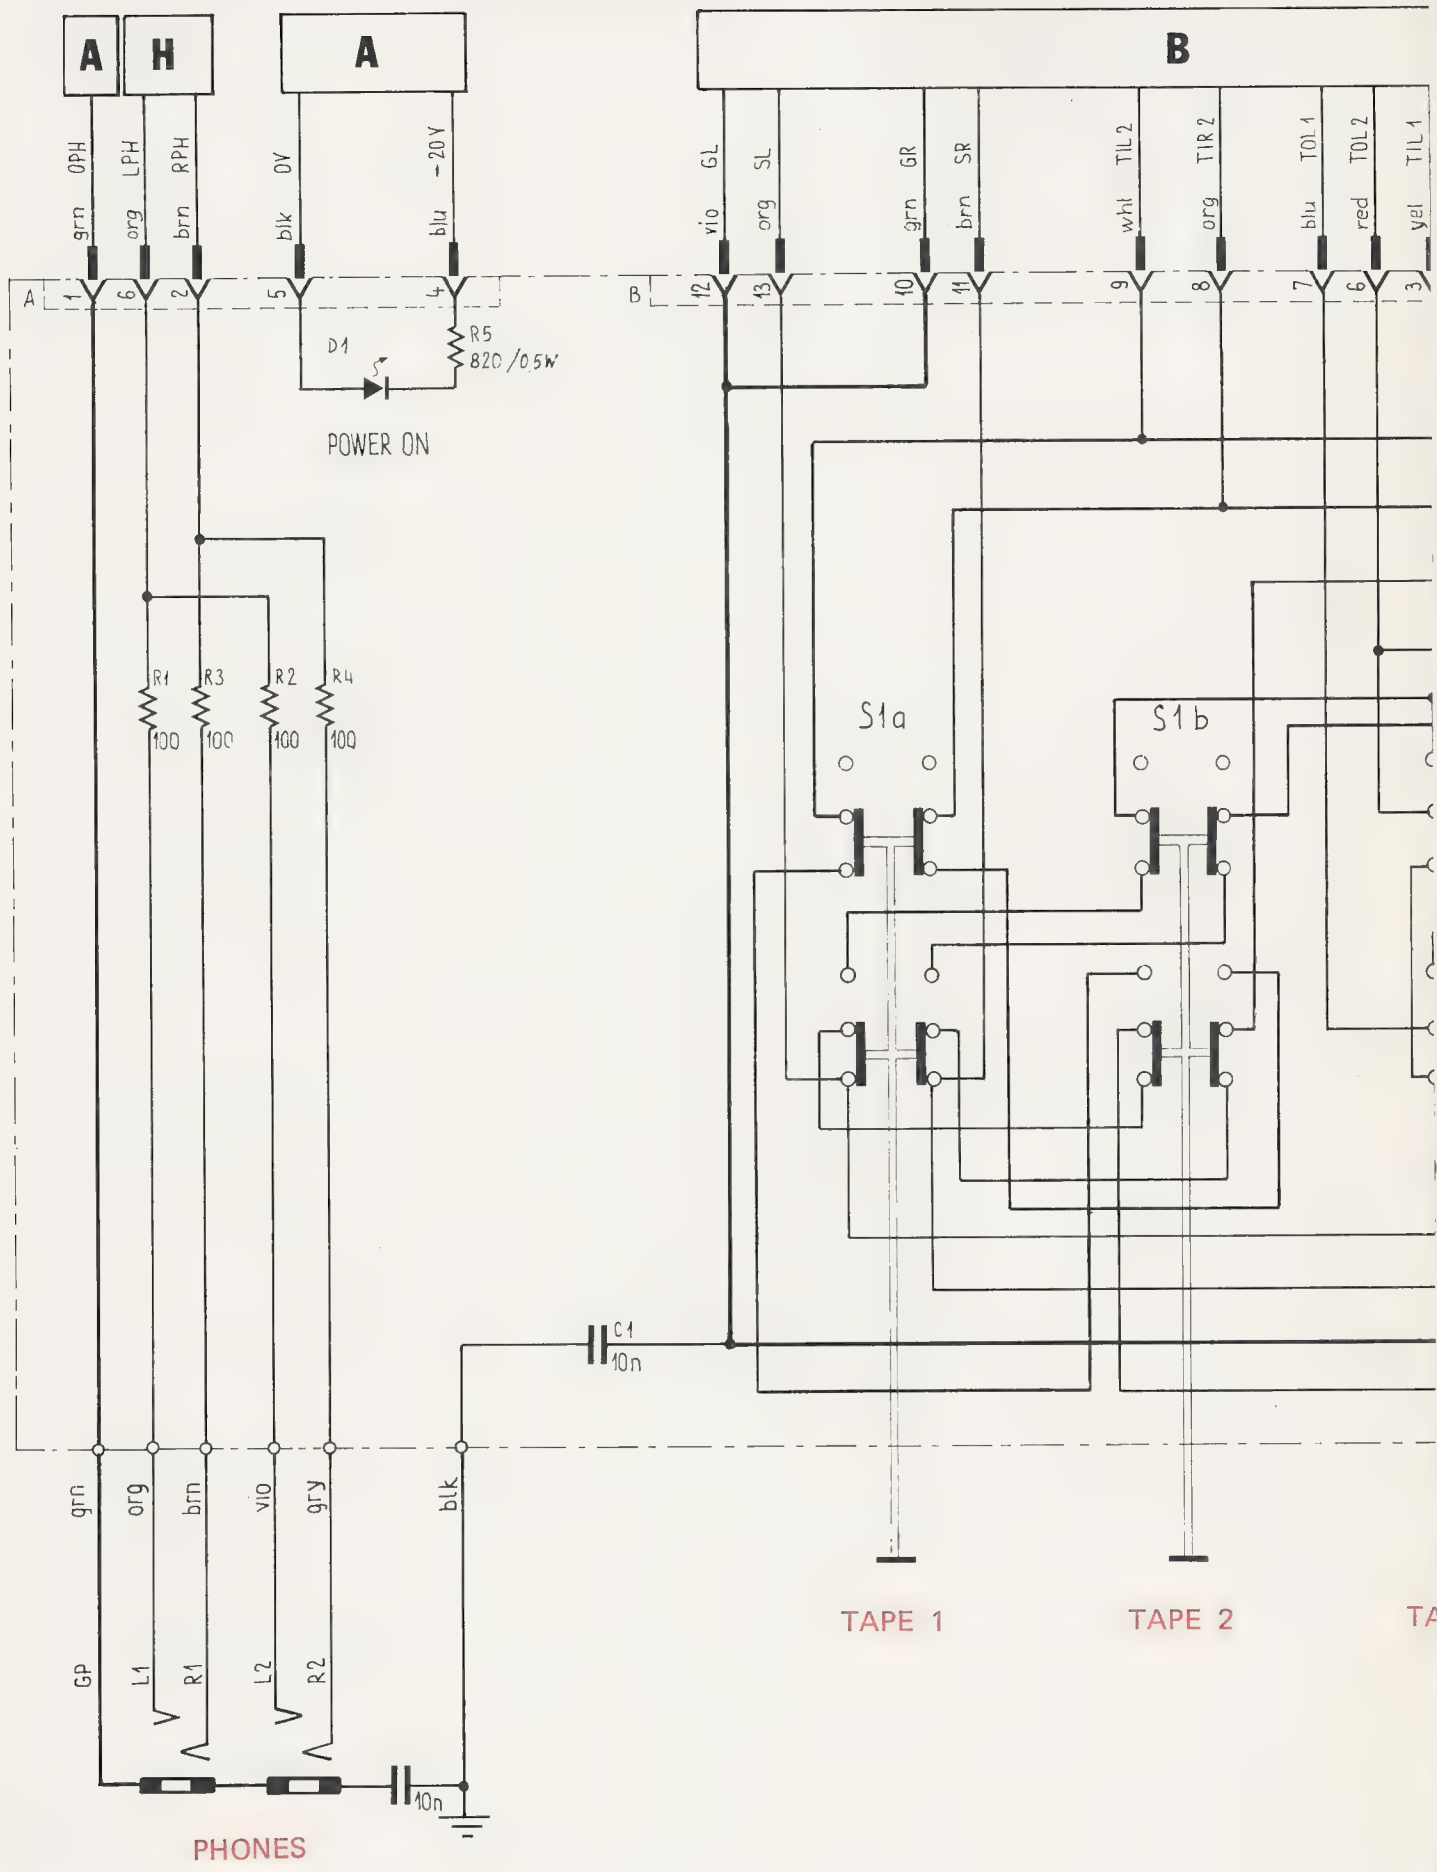 A
H
A
B
grn OPH
org LPH
brn RPH
blk 0V
blu -20V
vio GL
org SL
grn GR
brn SR
whl TIL 2
org TIR 2
blu TOL 1
red TOL 2
yel TIL 1
A
1
6
2
5
4
B
12
13
10
11
9
8
7
6
3
D1
R5
820/0.5W
POWER ON
R1
100
R3
100
R2
100
R4
100
S1a
S1b
C1
10n
grn
org
brn
vio
gry
blk
GP
L1
R1
L2
R2
10n
TAPE 1
TAPE 2
TA
PHONES